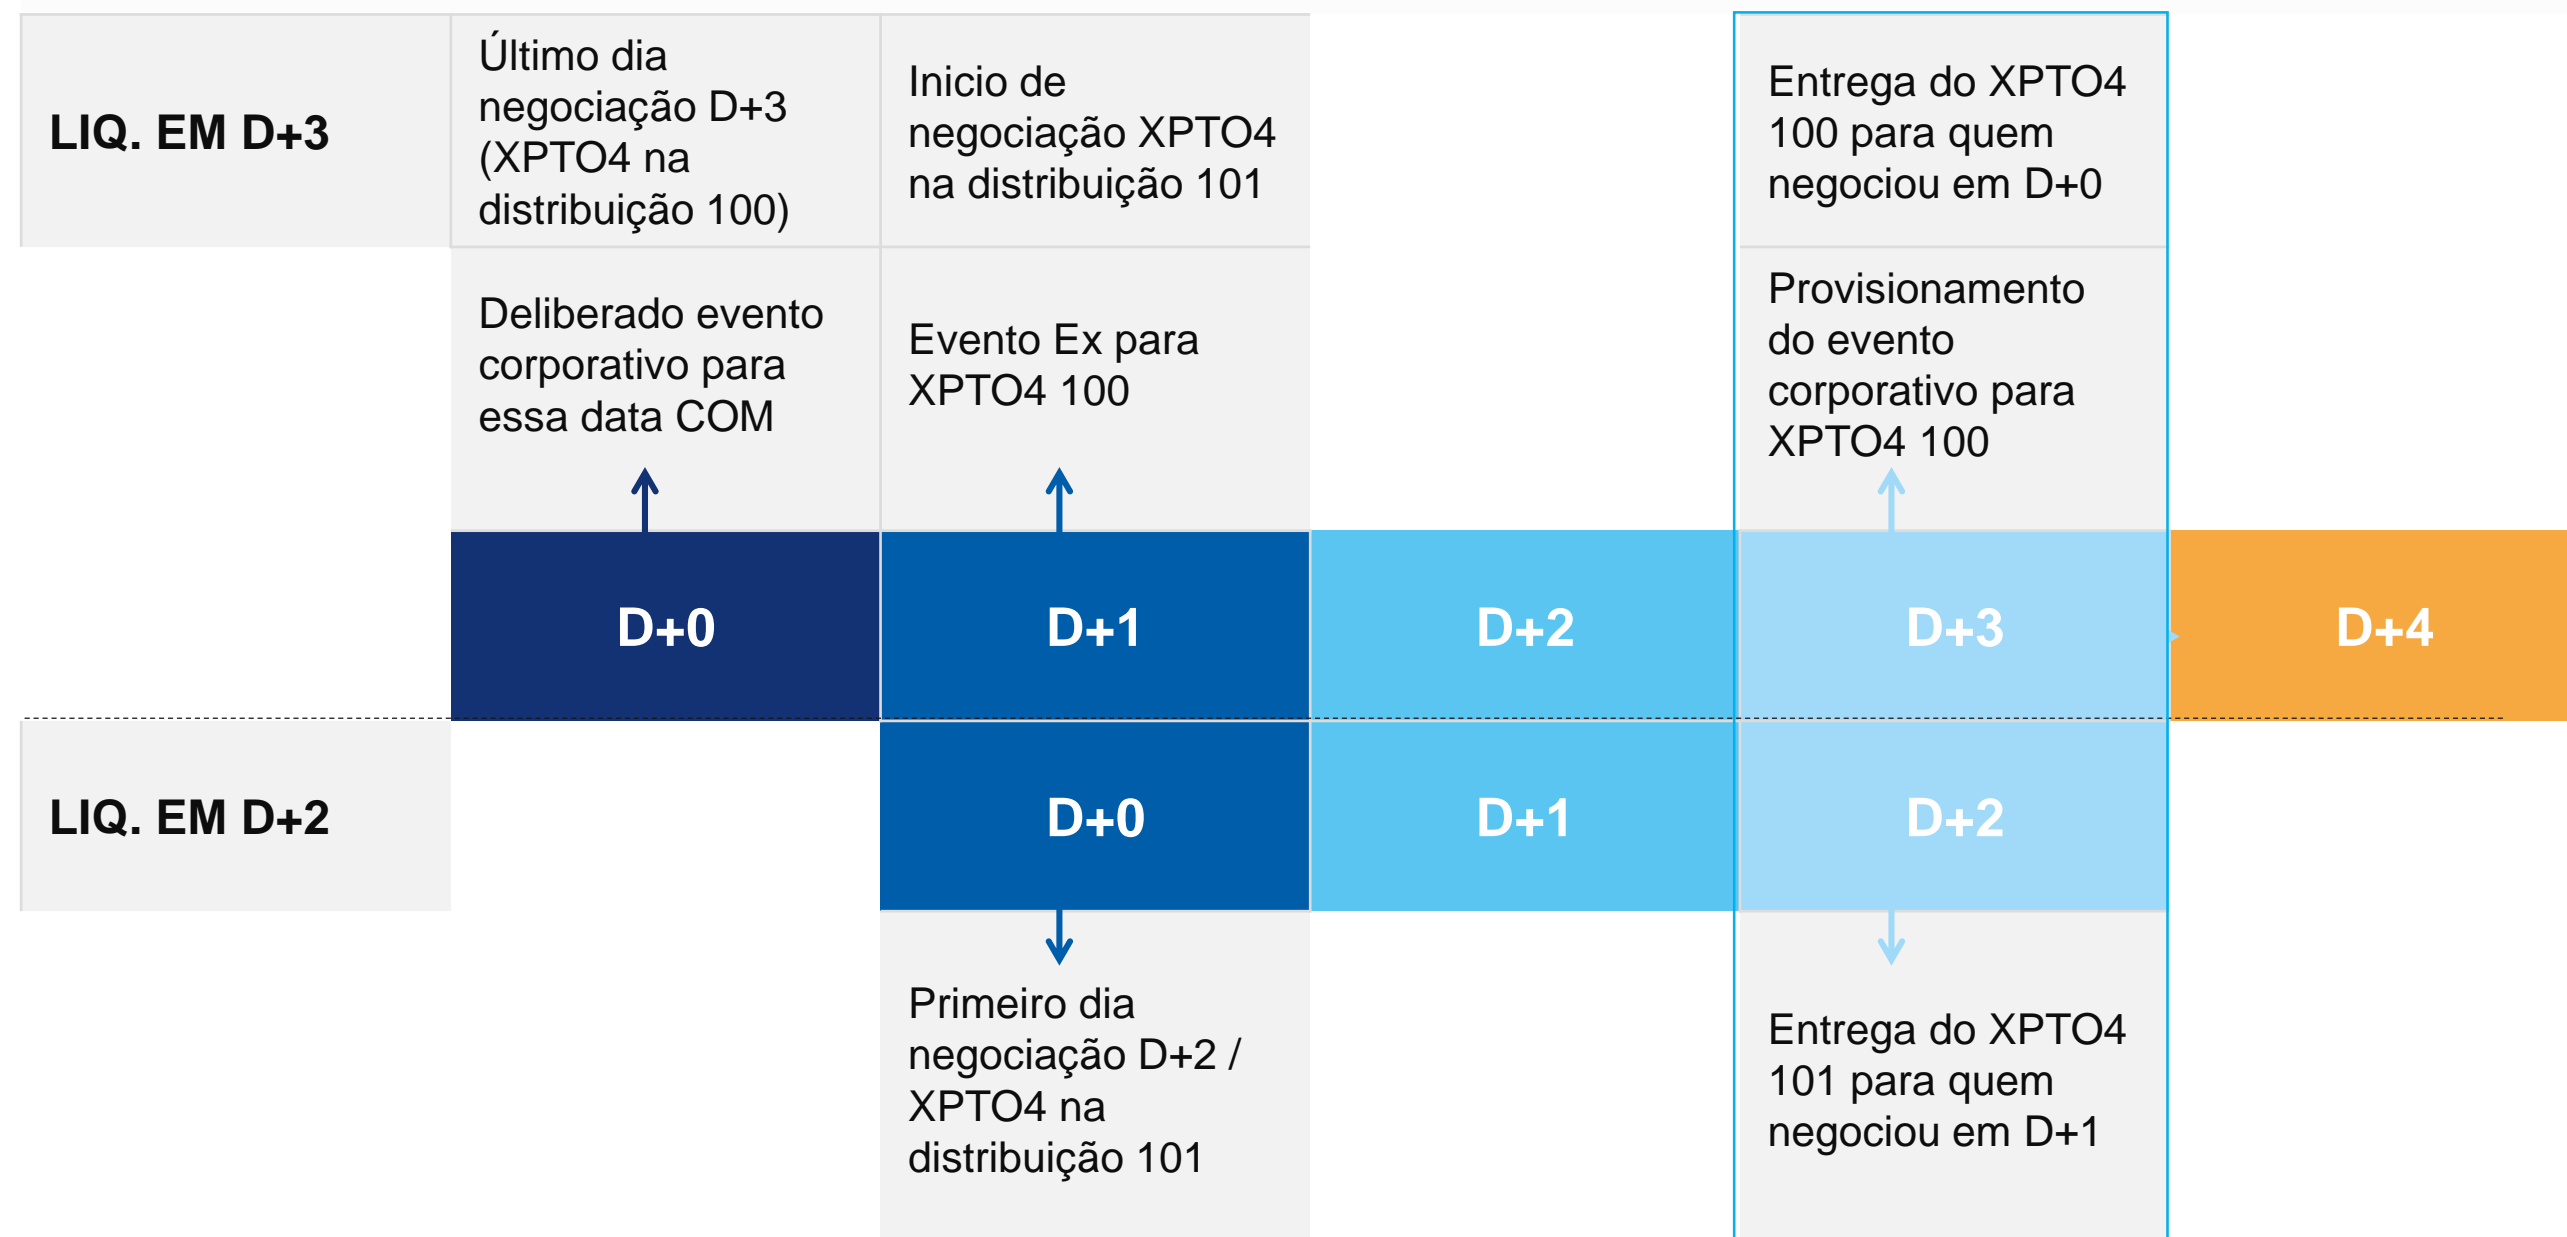 LIQ. EM D+3
Último dia
negociação D+3
(XPTO4 na
distribuição 100)
Inicio de
negociação XPTO4
na distribuição 101
Entrega do XPTO4
100 para quem
negociou em D+0
Deliberado evento
corporativo para
essa data COM
Evento Ex para
XPTO4 100
Provisionamento
do evento
corporativo para
XPTO4 100
D+0
D+1
D+2
D+3
D+4
LIQ. EM D+2
D+0
D+1
D+2
Primeiro dia
negociação D+2 /
XPTO4 na
distribuição 101
Entrega do XPTO4
101 para quem
negociou em D+1